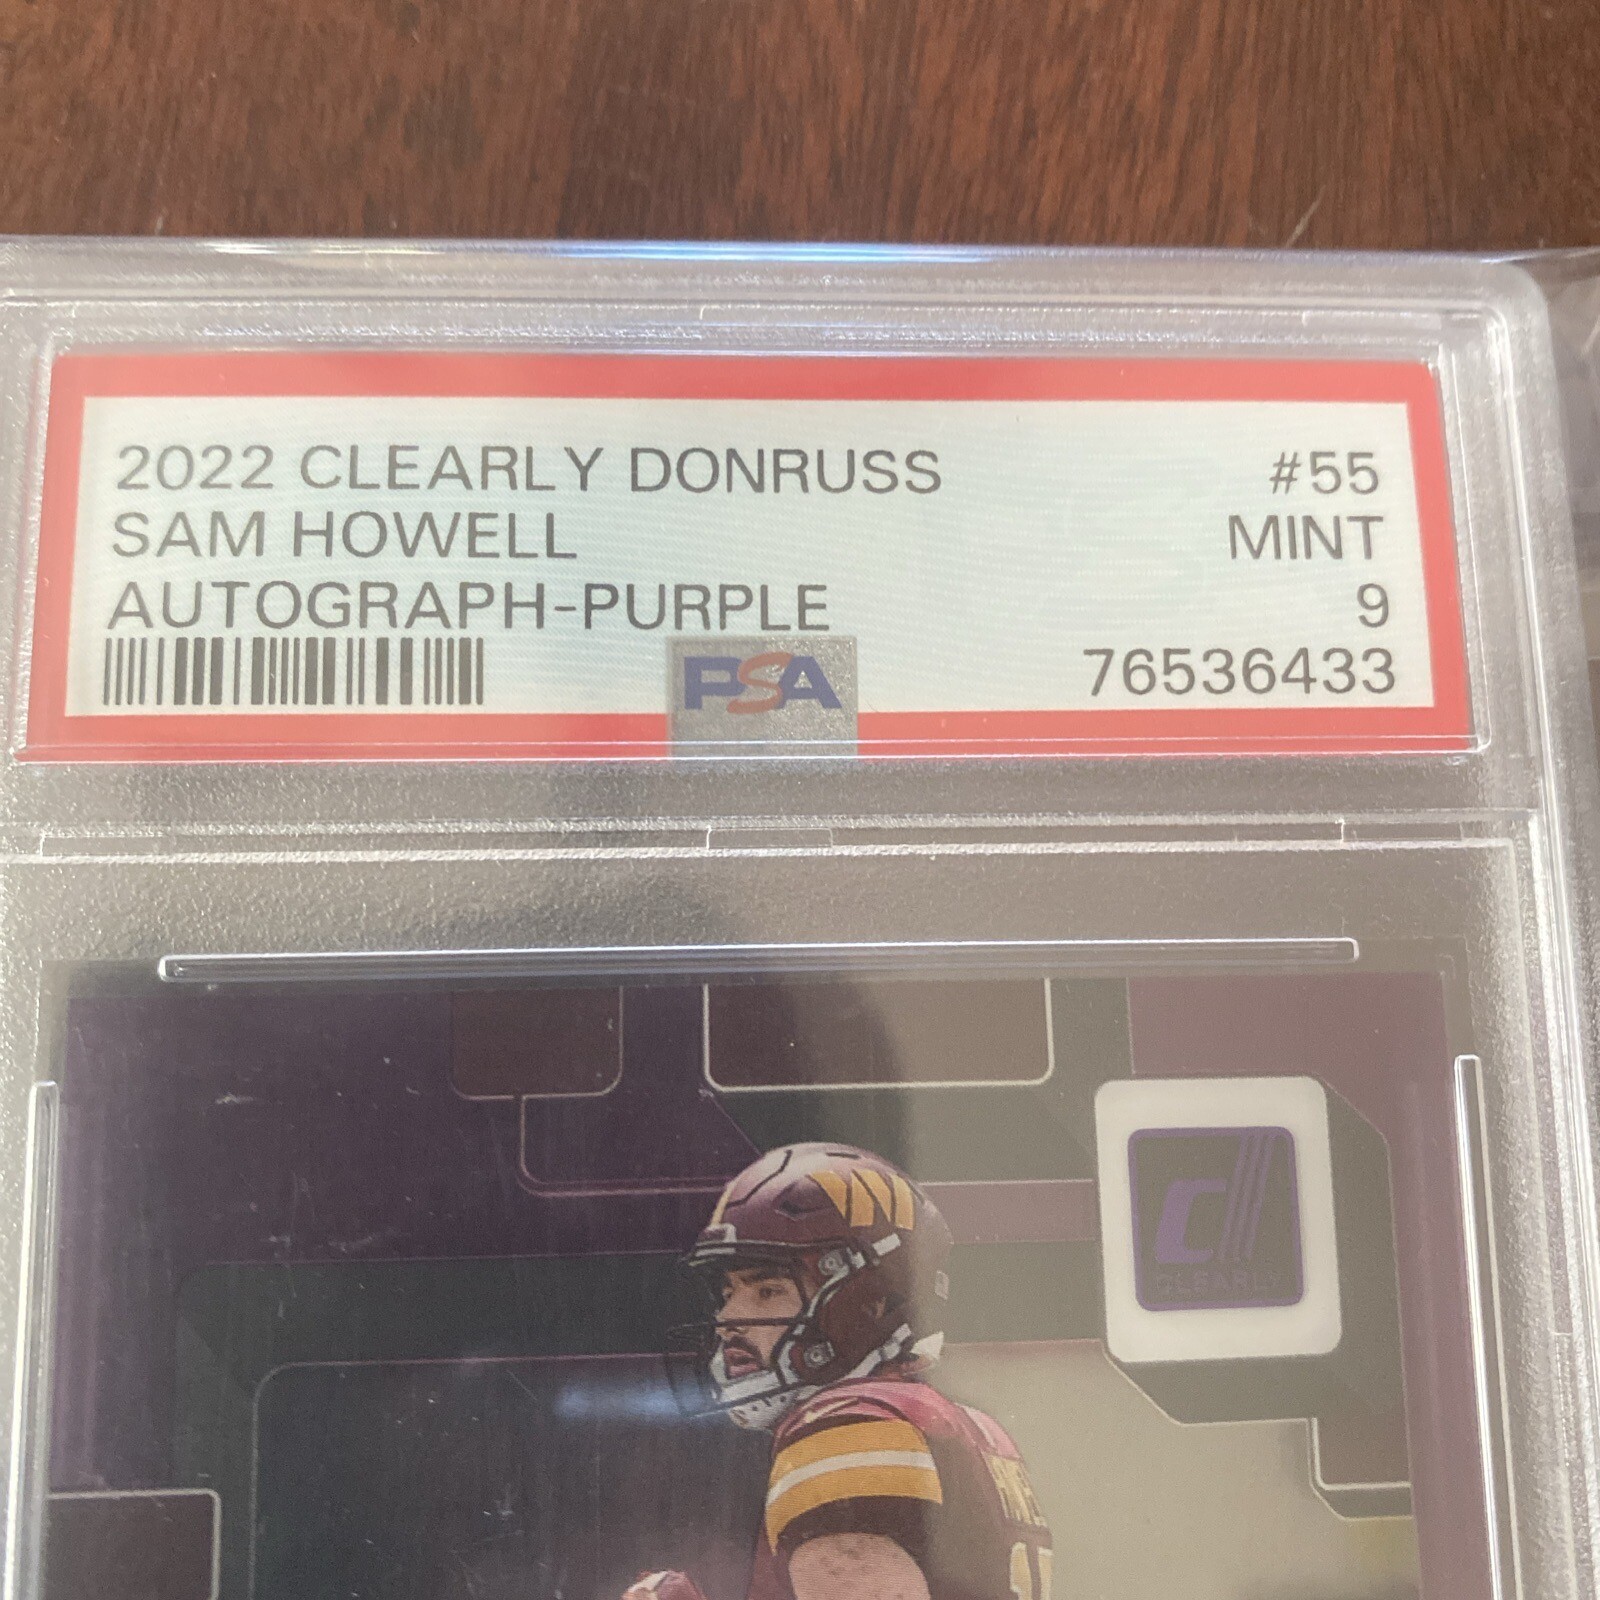 2022 CLEARLY DONRUSS #55
SAM HOWELL MINT
AUTOGRAPH-PURPLE 9
PSA 76536433
d
CLEARLY
W